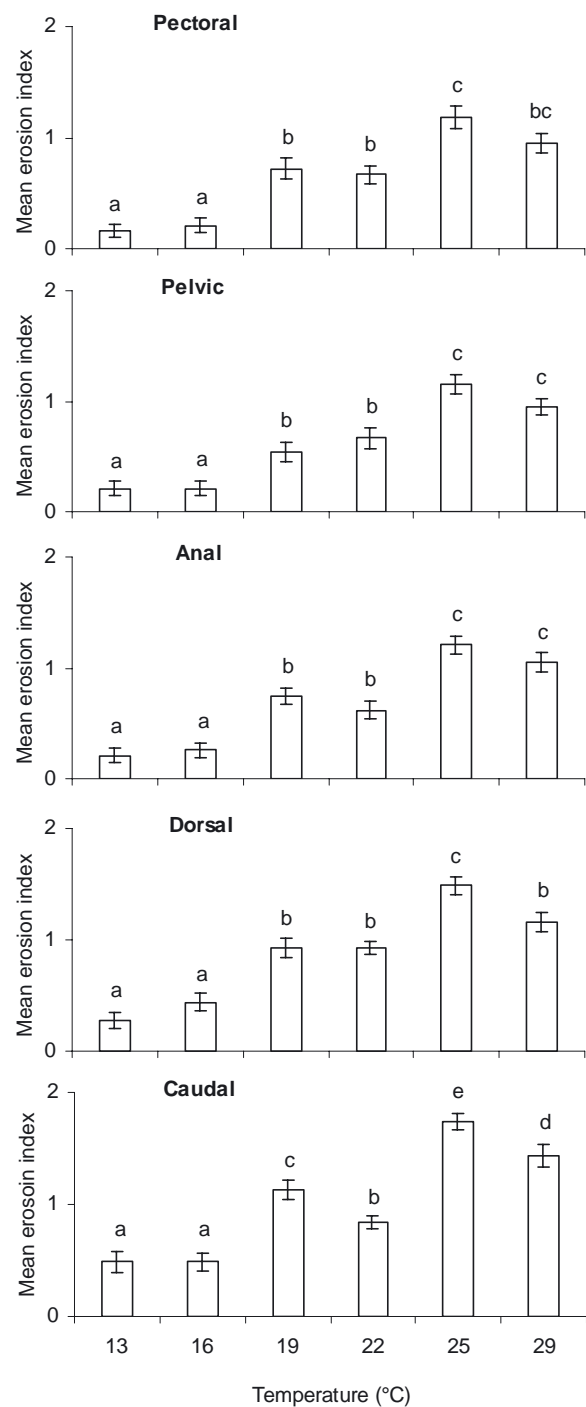 Pectoral
Mean erosion index
2
1
0
a
a
b
b
c
bc
Pelvic
Mean erosion index
2
1
0
a
a
b
b
c
c
Anal
Mean erosion index
2
1
0
a
a
b
b
c
c
Dorsal
Mean erosion index
2
1
0
a
a
b
b
c
b
Caudal
Mean erosoin index
2
1
0
a
a
c
b
e
d
13 16 19 22 25 29
Temperature (°C)